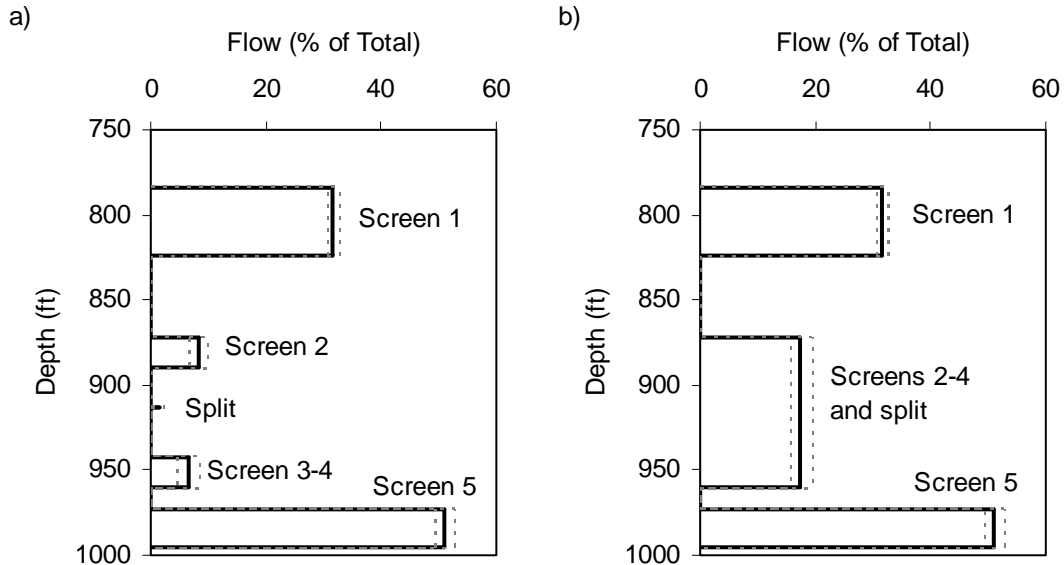 a)
Flow (% of Total)
0 20 40 60
750
800
850
900
950
1000
Depth (ft)
Screen 1
Screen 2
Split
Screen 3-4
Screen 5
b)
Flow (% of Total)
0 20 40 60
750
800
850
900
950
1000
Depth (ft)
Screen 1
Screens 2-4
and split
Screen 5